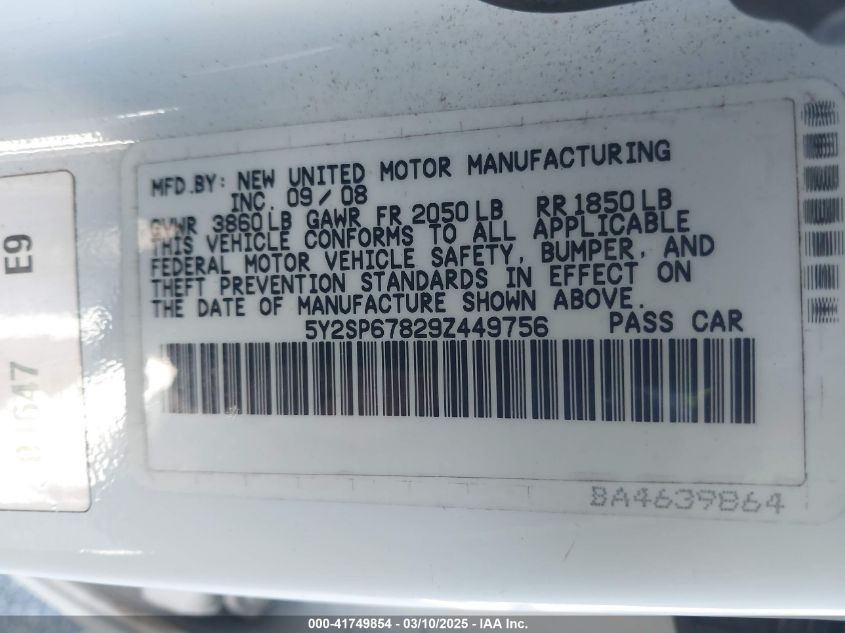 MFD.BY: NEW UNITED MOTOR MANUFACTURING
INC. 09/08
GVWR 3860LB GAWR FR 2050LB RR1850LB
THIS VEHICLE CONFORMS TO ALL APPLICABLE
FEDERAL MOTOR VEHICLE SAFETY, BUMPER, AND
THEFT PREVENTION STANDARDS IN EFFECT ON
THE DATE OF MANUFACTURE SHOWN ABOVE.
5Y2SP67829Z449756 PASS CAR
BA4639864
E9
000-41749854 - 03/10/2025 - IAA Inc.